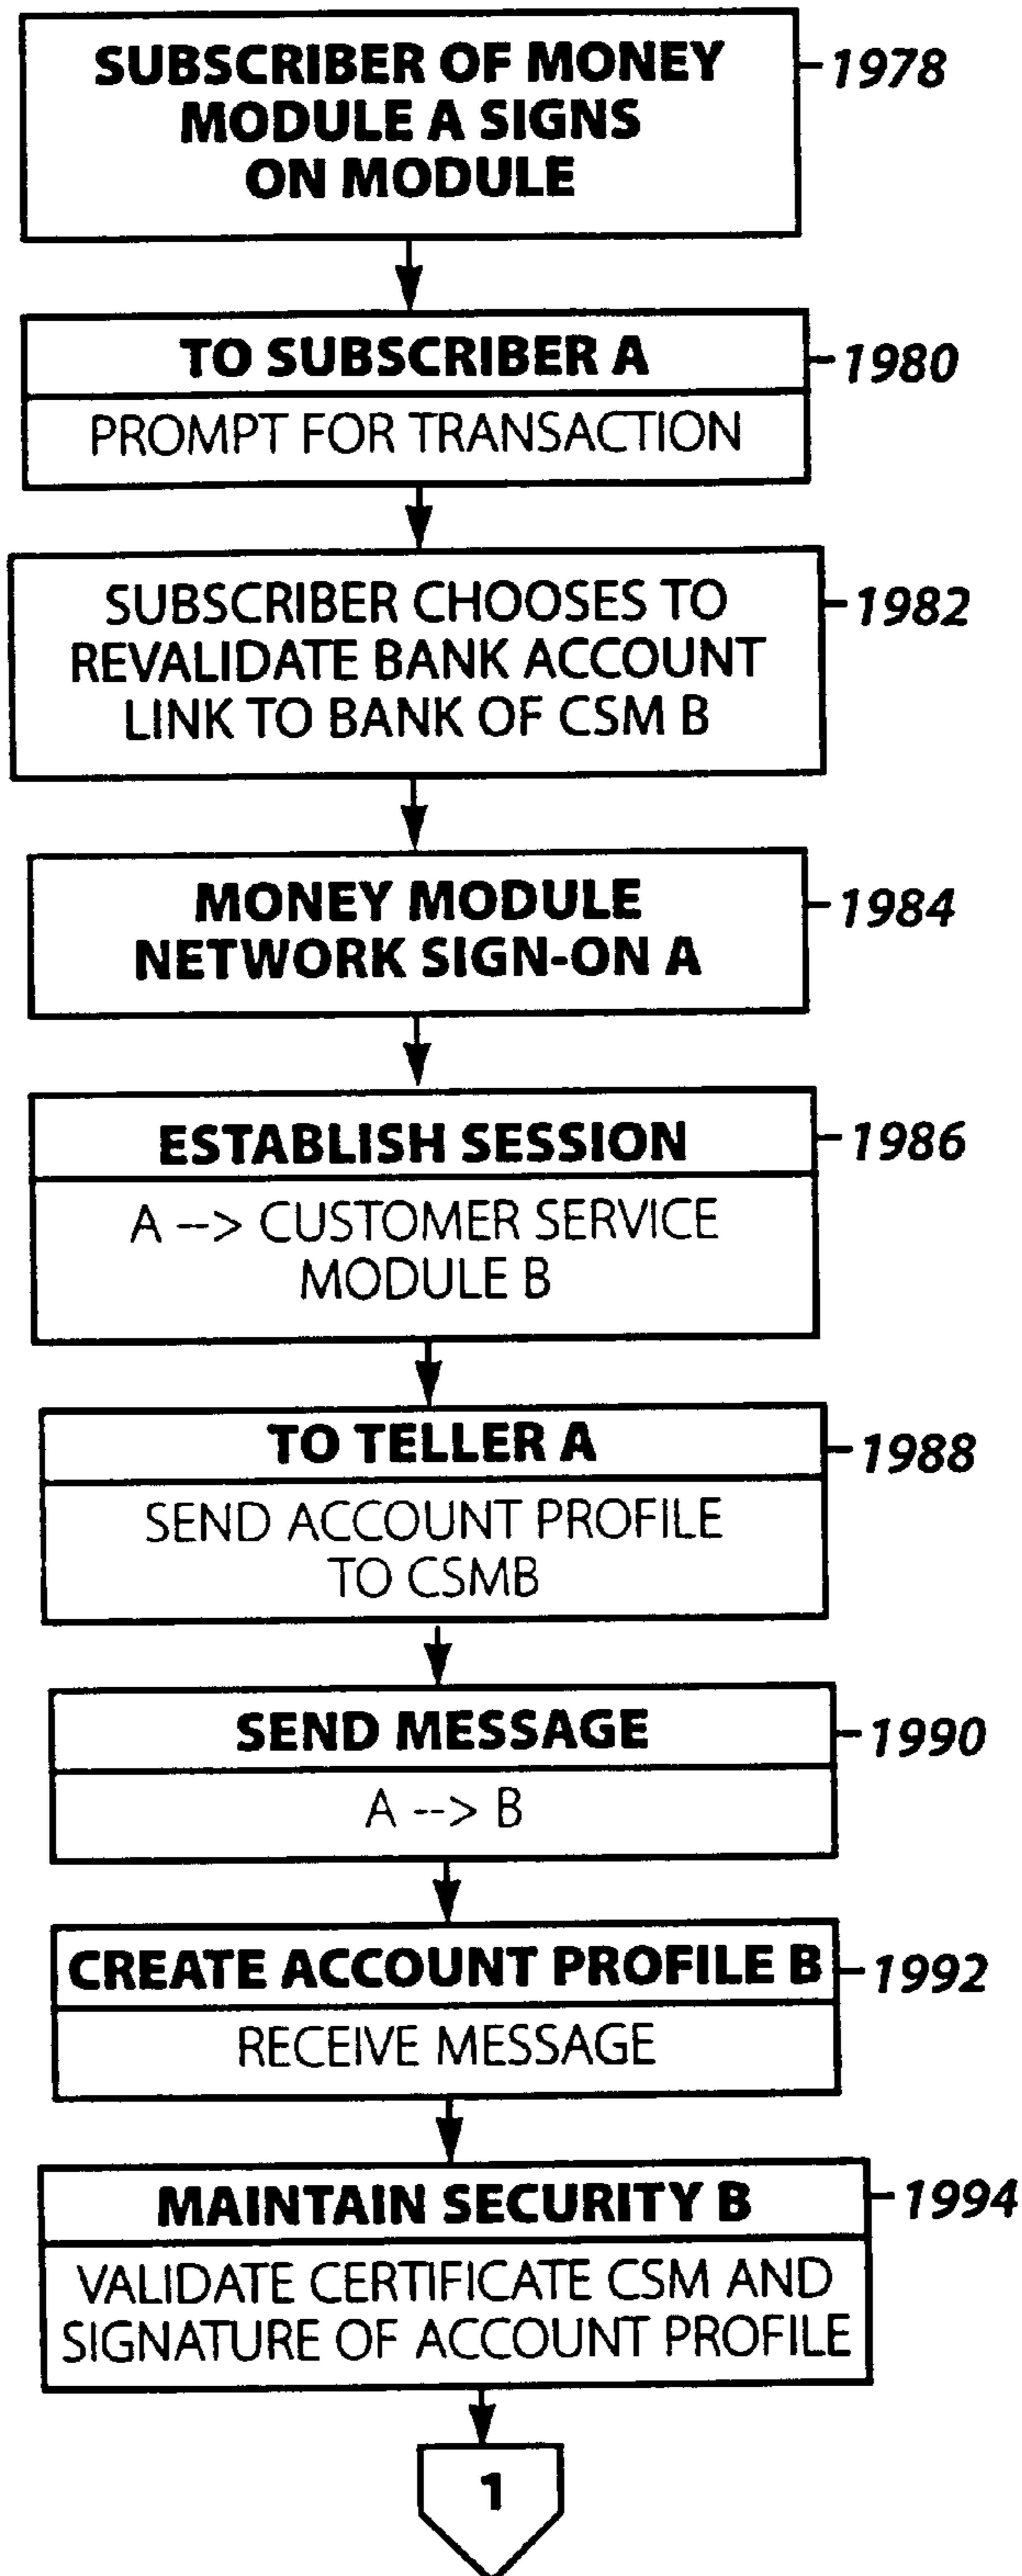 SUBSCRIBER OF MONEY
MODULE A SIGNS
ON MODULE
1978
TO SUBSCRIBER A
1980
PROMPT FOR TRANSACTION
SUBSCRIBER CHOOSES TO
REVALIDATE BANK ACCOUNT
LINK TO BANK OF CSM B
1982
MONEY MODULE
NETWORK SIGN-ON A
1984
ESTABLISH SESSION
1986
A --> CUSTOMER SERVICE
MODULE B
TO TELLER A
1988
SEND ACCOUNT PROFILE
TO CSMB
SEND MESSAGE
1990
A --> B
CREATE ACCOUNT PROFILE B
1992
RECEIVE MESSAGE
MAINTAIN SECURITY B
1994
VALIDATE CERTIFICATE CSM AND
SIGNATURE OF ACCOUNT PROFILE
1